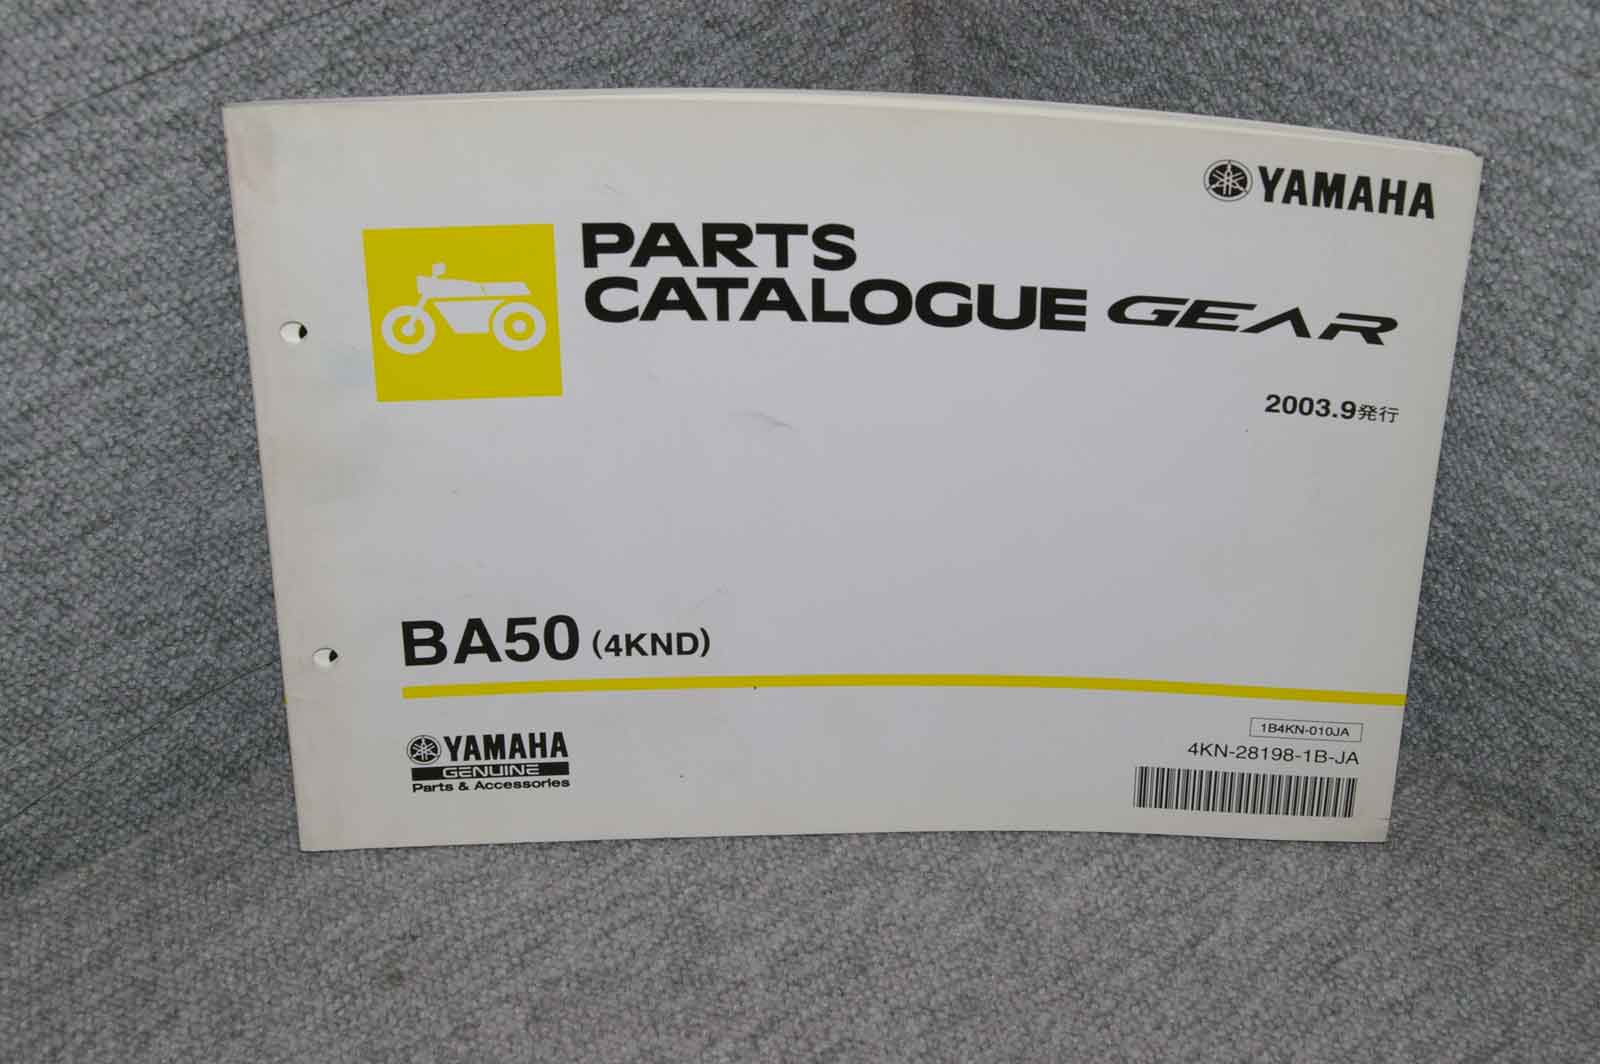 YAMAHA
PARTS
CATALOGUE GEAR
2003.9発行
BA50 (4KND)
YAMAHA
GENUINE
Parts & Accessories
1B4KN-010JA
4KN-28198-1B-JA